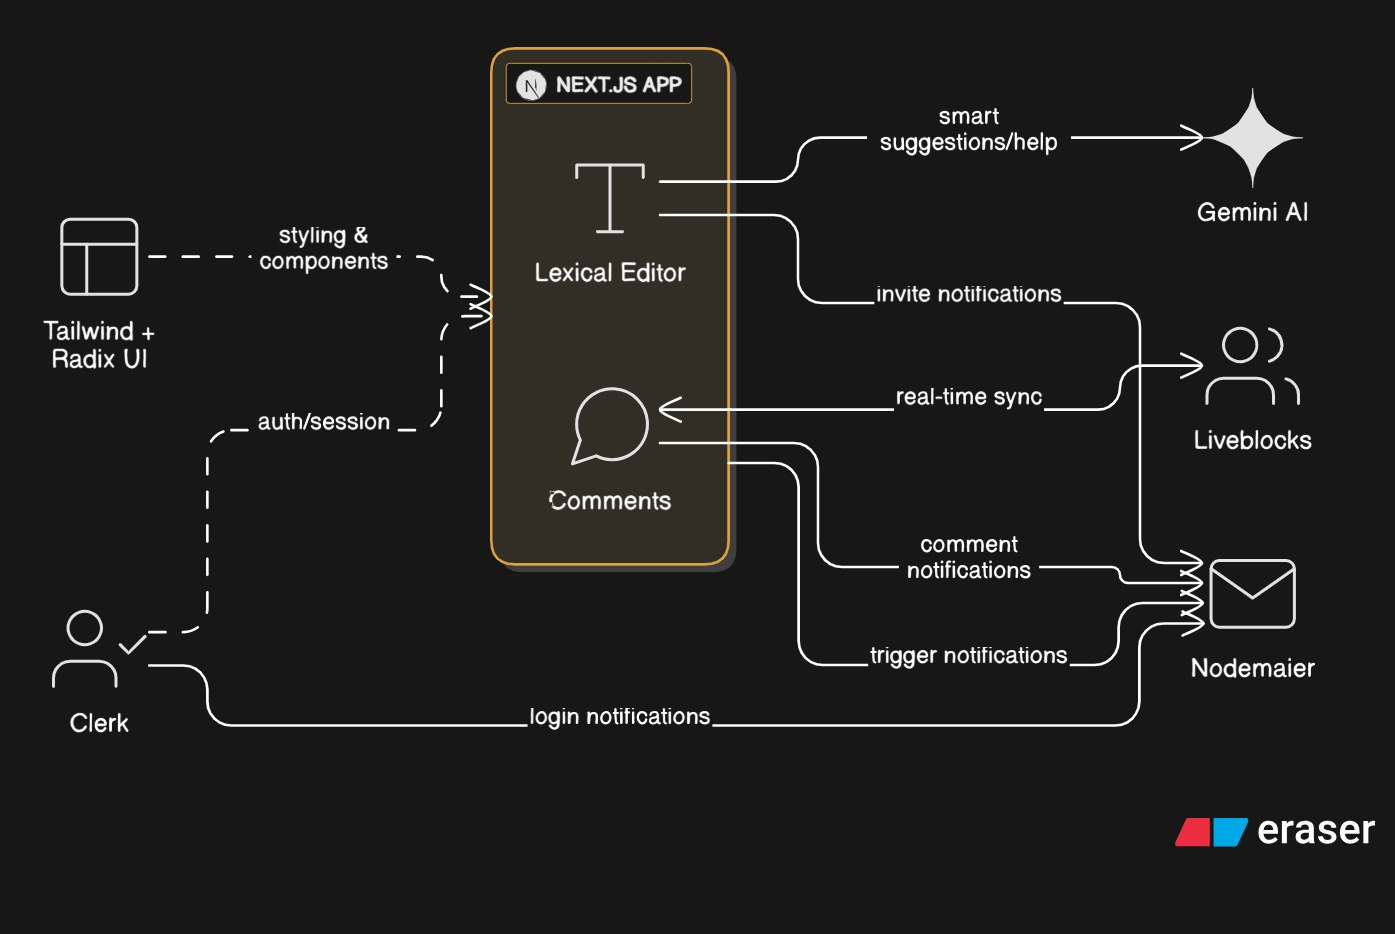 NEXT.JS APP
smart
suggestions/help
Gemini AI
styling &
components
Lexical Editor
invite notifications
Tailwind +
Radix UI
real-time sync
auth/session
Liveblocks
Comments
comment
notifications
trigger notifications
Nodemaier
login notifications
Clerk
eraser